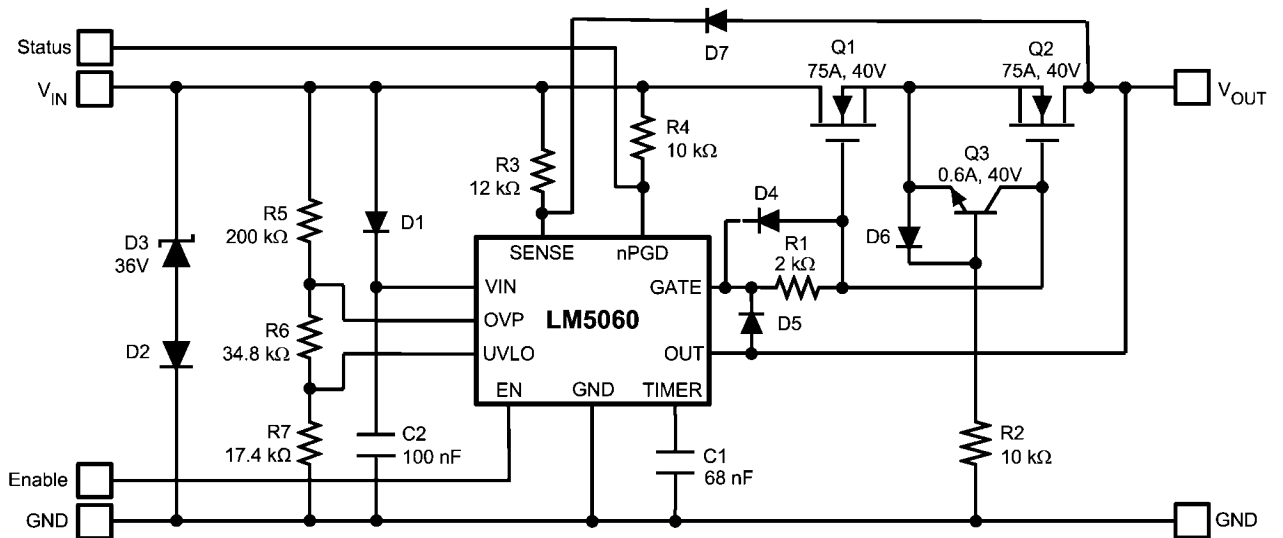 Status
VIN
Enable
GND
D3
36V
D2
R5
200 kΩ
R6
34.8 kΩ
R7
17.4 kΩ
D1
C2
100 nF
R3
12 kΩ
R4
10 kΩ
D7
SENSE
nPGD
VIN
OVP
UVLO
EN
GND
TIMER
GATE
OUT
LM5060
C1
68 nF
D4
R1
2 kΩ
D5
Q1
75A, 40V
Q2
75A, 40V
Q3
0.6A, 40V
D6
R2
10 kΩ
VOUT
GND